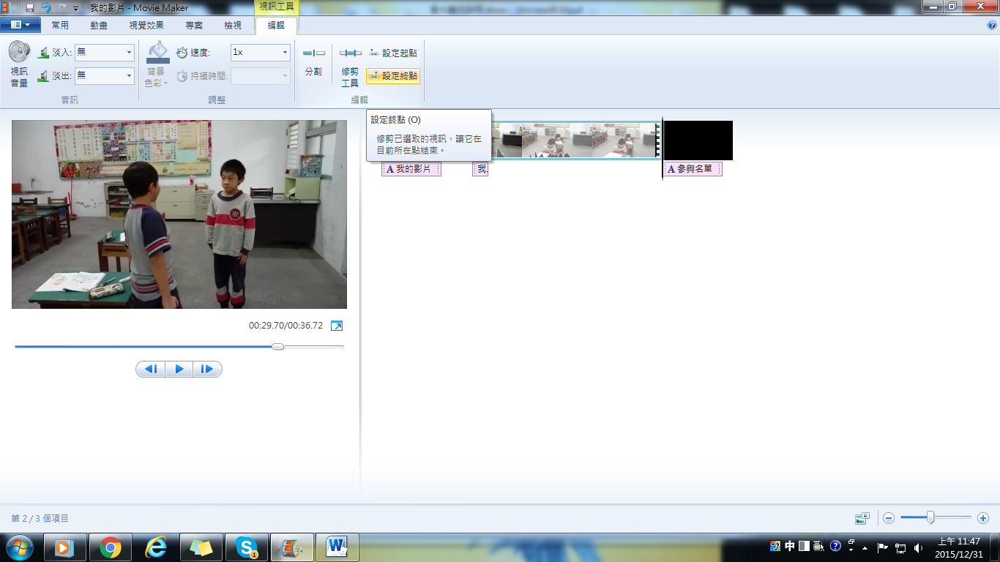 我的影片 - Movie Maker
視訊工具
常用
動畫
視覺效果
專案
檢視
編輯
視訊
音量
淡入:
無
淡出:
無
音訊
背景
色彩
速度:
1x
持續時間:
調整
分割
修剪
工具
設定起點
設定終點
編輯
設定終點 (O)
修剪已選取的視訊，讓它在
目前所在點結束。
A 我的影片
我.
A 參與名單
00:29.70/00:36.72
第 2 / 3 個項目
中
上午 11:47
2015/12/31